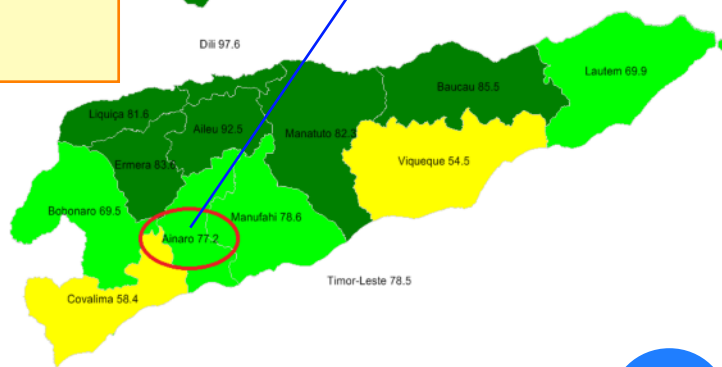 Dili 97.6
Lautem 69.9
Baucau 85.5
Liquiça 81.6
Aileu 92.5
Manatuto 82.3
Viqueque 54.5
Ermera 83.6
Bobonaro 69.5
Manufahi 78.6
Ainaro 77.2
Timor-Leste 78.5
Covalima 58.4